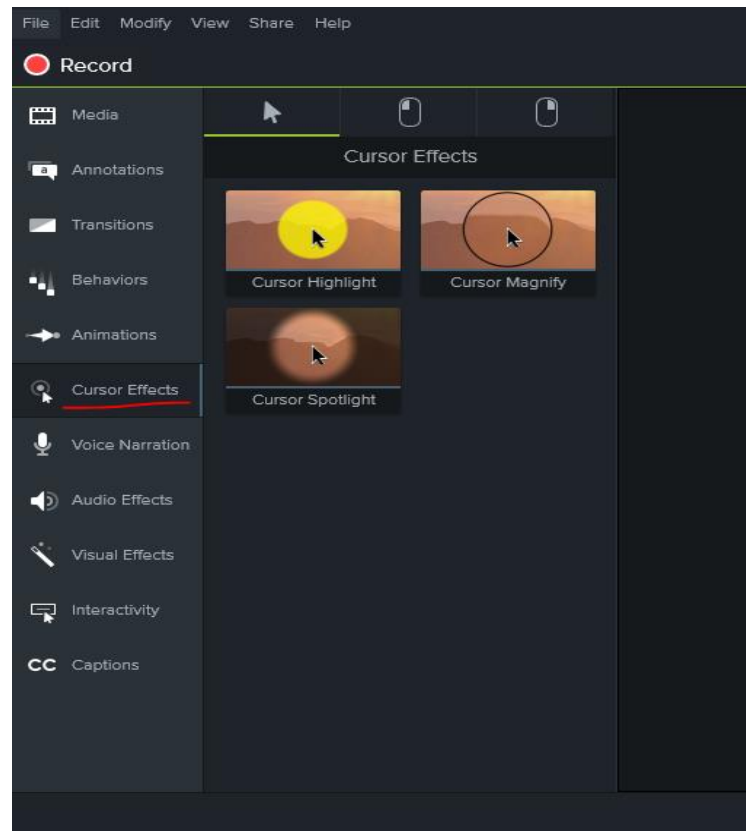 File Edit Modify View Share Help
Record
Media
Annotations
Transitions
Behaviors
Animations
Cursor Effects
Voice Narration
Audio Effects
Visual Effects
Interactivity
CC Captions
Cursor Effects
Cursor Highlight
Cursor Magnify
Cursor Spotlight